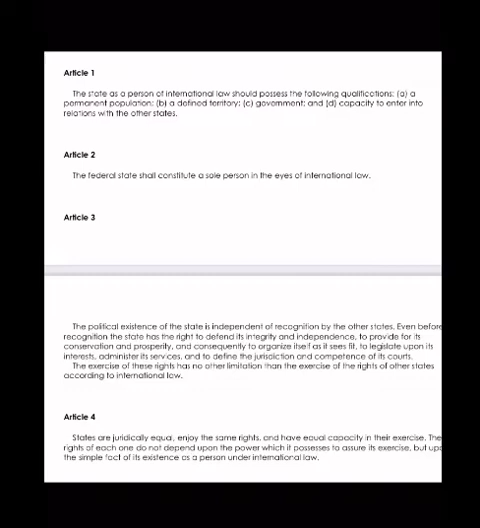 Article 1
The state as a person of international law should possess the following qualifications: (a) a
permanent population; (b) a defined territory; (c) government; and (d) capacity to enter into
relations with the other states.
Article 2
The federal state shall constitute a sole person in the eyes of international law.
Article 3
The political existence of the state is independent of recognition by the other states. Even before
recognition the state has the right to defend its integrity and independence, to provide for its
conservation and prosperity, and consequently to organize itself as it sees fit, to legislate upon its
interests, administer its services, and to define the jurisdiction and competence of its courts.
The exercise of these rights has no other limitation than the exercise of the rights of other states
according to international law.
Article 4
States are juridically equal, enjoy the same rights, and have equal capacity in their exercise. The
rights of each one do not depend upon the power which it possesses to assure its exercise, but upo
the simple fact of its existence as a person under international law.